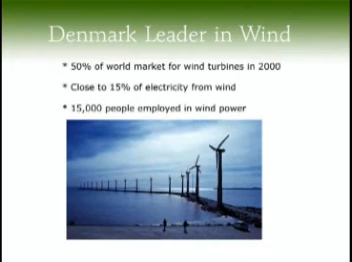 Denmark Leader in Wind
* 50% of world market for wind turbines in 2000
* Close to 15% of electricity from wind
* 15,000 people employed in wind power